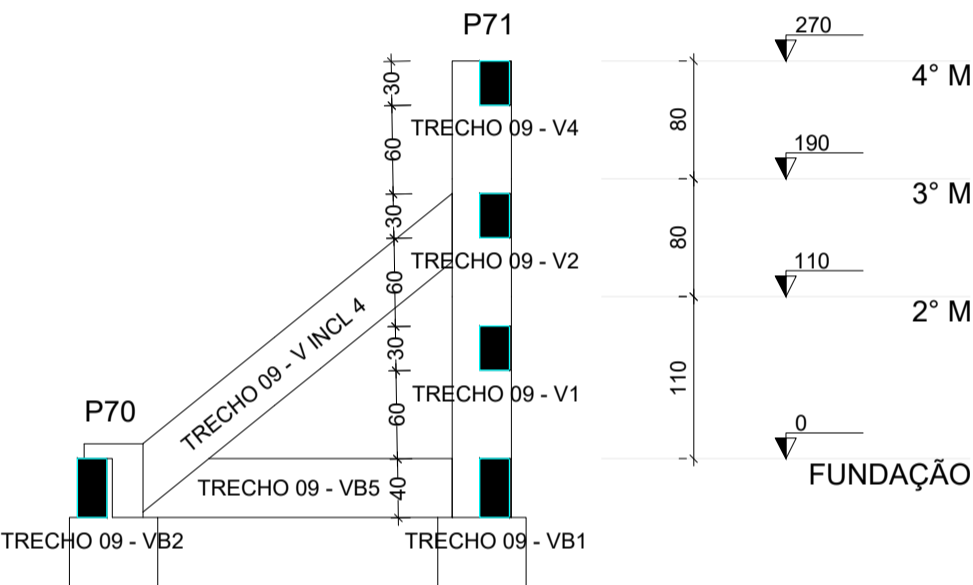 P71
270
4° M
30
TRECHO 09 - V4
80
60
190
3° M
30
80
TRECHO 09 - V2
110
60
2° M
TRECHO 09 - V INCL 4
30
110
TRECHO 09 - V1
P70
60
0
FUNDAÇÃO
TRECHO 09 - VB5
40
TRECHO 09 - VB2
TRECHO 09 - VB1